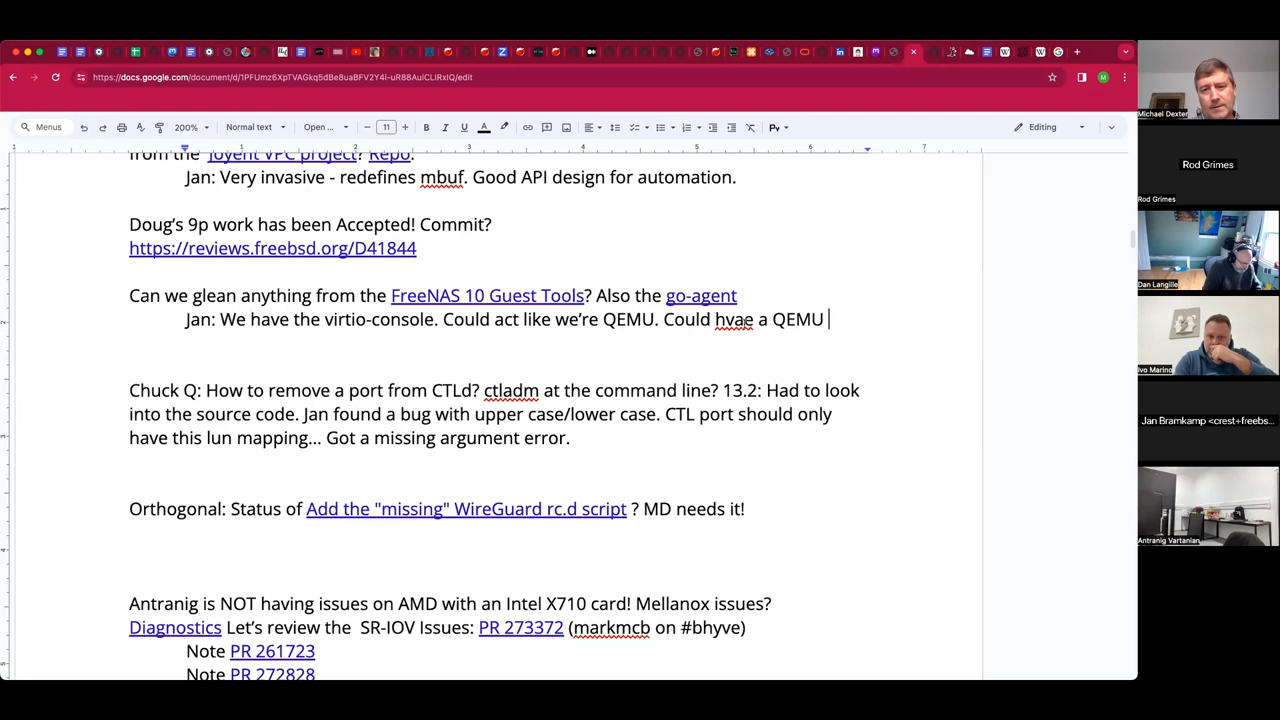 https://docs.google.com/document/d/1PFUmz6XpTVAGkq5dBe8uaBFV2Y4i-uR88AuiCLIRxIQ/edit
Menus
200%
Normal text
Open ...
11
Editing
from the Joyent VPC project? Repo.
Jan: Very invasive - redefines mbuf. Good API design for automation.
Doug’s 9p work has been Accepted! Commit?
https://reviews.freebsd.org/D41844
Can we glean anything from the FreeNAS 10 Guest Tools? Also the go-agent
Jan: We have the virtio-console. Could act like we’re QEMU. Could hvae a QEMU
Chuck Q: How to remove a port from CTLd? ctladm at the command line? 13.2: Had to look
into the source code. Jan found a bug with upper case/lower case. CTL port should only
have this lun mapping... Got a missing argument error.
Orthogonal: Status of Add the "missing" WireGuard rc.d script ? MD needs it!
Antranig is NOT having issues on AMD with an Intel X710 card! Mellanox issues?
Diagnostics Let’s review the SR-IOV Issues: PR 273372 (markmcb on #bhyve)
Note PR 261723
Note PR 272828
Michael Dexter
Rod Grimes
Rod Grimes
Dan Langille
Ivo Marino
Jan Bramkamp <crest+freebs...
Antranig Vartanian